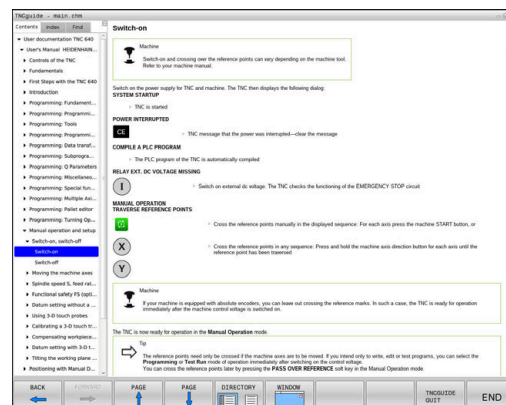 TNCguide - main.chm
Contents Index Find
User documentation TNC 640
User's Manual HEIDENHAIN...
Controls of the TNC
Fundamentals
First Steps with the TNC 640
Introduction
Programming: Fundament...
Programming: Programmi...
Programming: Tools
Programming: Programmi...
Programming: Data transf...
Programming: Subprogra...
Programming: Q Parameters
Programming: Miscellaneo...
Programming: Special fun...
Programming: Multiple Axi...
Programming: Pallet editor
Programming: Turning Op...
Manual operation and setup
Switch-on, switch-off
Switch-on
Switch-off
Moving the machine axes
Spindle speed S, feed rat...
Functional safety FS (opti...
Datum setting without a ...
Using 3-D touch probes
Calibrating a 3-D touch tr...
Compensating workpiece...
Datum setting with 3-D t...
Tilting the working plane ...
Positioning with Manual D...
Switch-on
Machine
Switch-on and crossing over the reference points can vary depending on the machine tool.
Refer to your machine manual.
Switch on the power supply for TNC and machine. The TNC then displays the following dialog:
SYSTEM STARTUP
TNC is started
POWER INTERRUPTED
CE
TNC message that the power was interrupted—clear the message
COMPILE A PLC PROGRAM
The PLC program of the TNC is automatically compiled
RELAY EXT. DC VOLTAGE MISSING
I
Switch on external dc voltage. The TNC checks the functioning of the EMERGENCY STOP circuit
MANUAL OPERATION
TRAVERSE REFERENCE POINTS
Cross the reference points manually in the displayed sequence: For each axis press the machine START button, or
X
Cross the reference points in any sequence: Press and hold the machine axis direction button for each axis until the
reference point has been traversed
Y
Machine
If your machine is equipped with absolute encoders, you can leave out crossing the reference marks. In such a case, the TNC is ready for operation
immediately after the machine control voltage is switched on.
The TNC is now ready for operation in the Manual Operation mode.
Tip
The reference points need only be crossed if the machine axes are to be moved. If you intend only to write, edit or test programs, you can select the
Programming or Test Run mode of operation immediately after switching on the control voltage.
You can cross the reference points later by pressing the PASS OVER REFERENCE soft key in the Manual Operation mode.
BACK FORWARD PAGE PAGE DIRECTORY WINDOW TNCGUIDE QUIT END